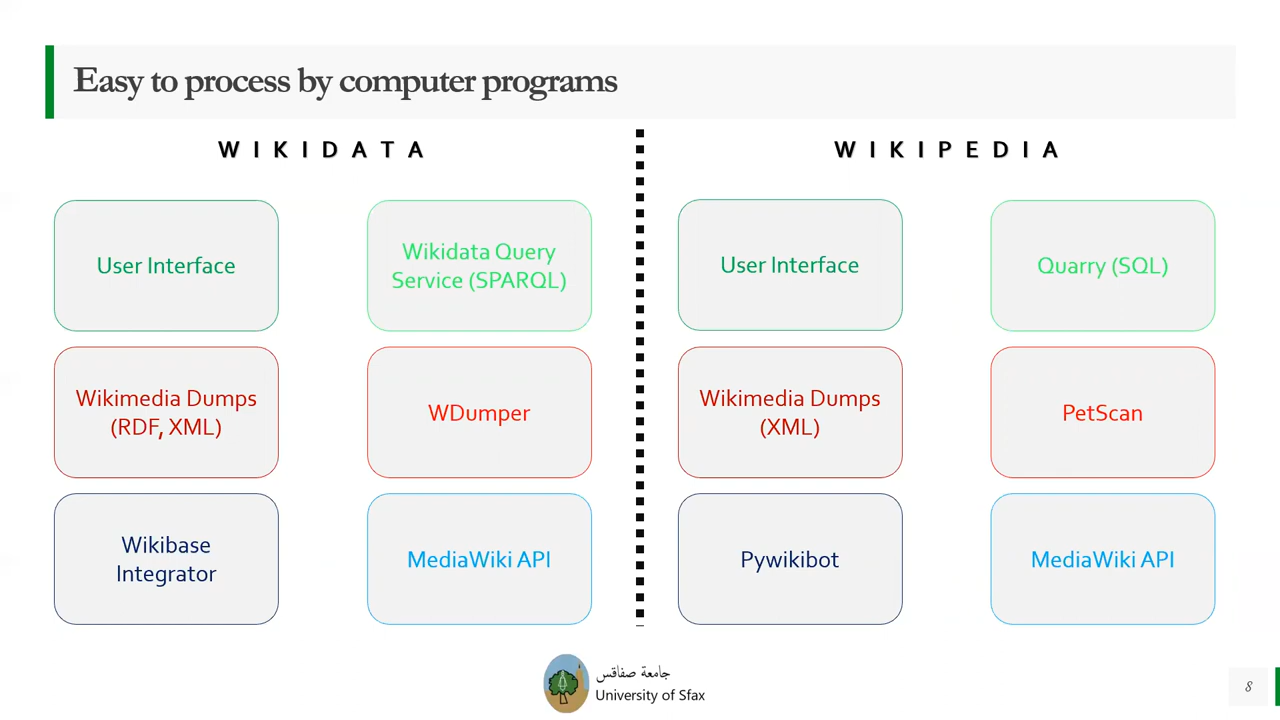 Easy to process by computer programs
WIKIDATA
User Interface
Wikidata Query
Service (SPARQL)
Wikimedia Dumps
(RDF, XML)
WDumper
Wikibase
Integrator
MediaWiki API
WIKIPEDIA
User Interface
Quarry (SQL)
Wikimedia Dumps
(XML)
PetScan
Pywikibot
MediaWiki API
جامعة صفاقس
University of Sfax
8